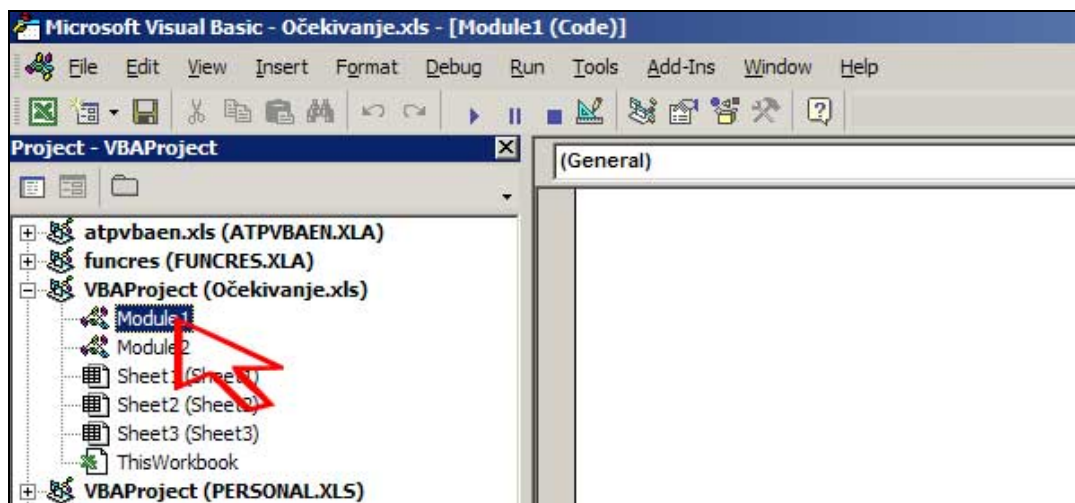 Microsoft Visual Basic - Očekivanje.xls - [Module1 (Code)]
File Edit View Insert Format Debug Run Tools Add-Ins Window Help
Project - VBAProject
(General)
atpvbaen.xls (ATPVBAEN.XLA)
funcres (FUNCRES.XLA)
VBAProject (Očekivanje.xls)
Module1
Module2
Sheet1 (Sheet1)
Sheet2 (Sheet2)
Sheet3 (Sheet3)
ThisWorkbook
VBAProject (PERSONAL.XLS)